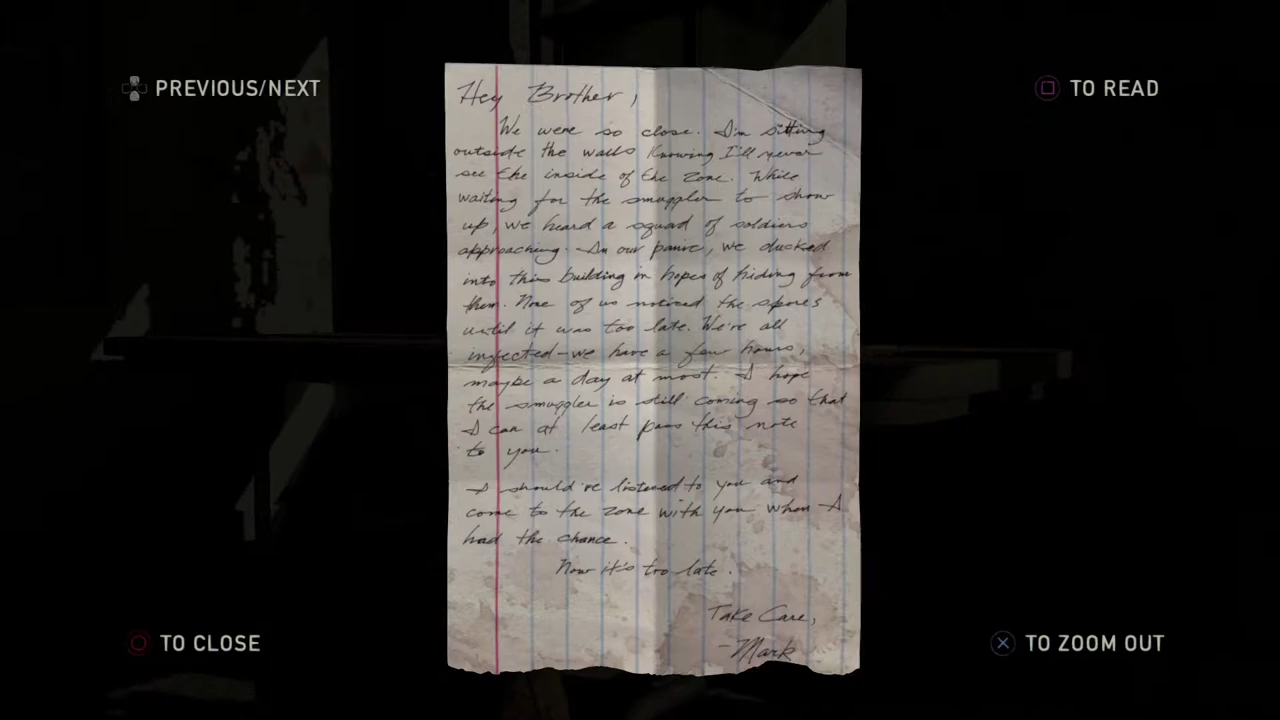 PREVIOUS/NEXT
TO READ
Hey Brother,
We were so close. I'm sitting
outside the walls knowing I'll never
see the inside of the zone. While
waiting for the smuggler to show
up, we heard a squad of soldiers
approaching. In our panic, we ducked
into this building in hopes of hiding from
them. None of us noticed the spores
until it was too late. We're all
infected-we have a few hours,
maybe a day at most. I hope
the smuggler is still coming so that
I can at least pass this note
to you.
I should've listened to you and
come to the zone with you when I
had the chance.
Now it's too late.
Take Care,
-Mark
TO CLOSE
TO ZOOM OUT